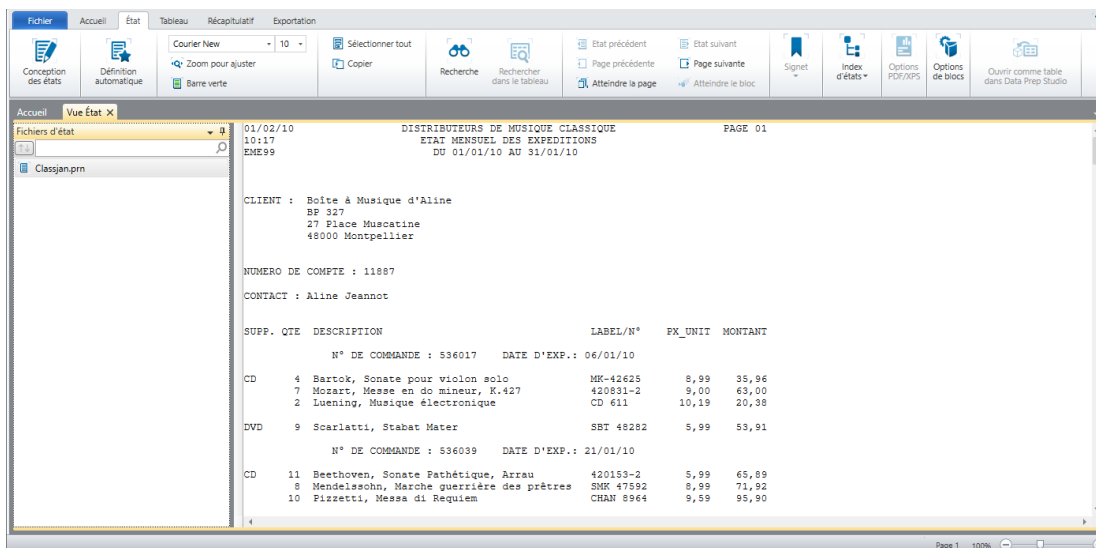 Fichier Accueil État Tableau Récapitulatif Exportation
Conception des états
Définition automatique
Courier New 10
Zoom pour ajuster
Barre verte
Sélectionner tout
Copier
Recherche
Rechercher dans le tableau
Etat précédent
Page précédente
Atteindre la page
Etat suivant
Page suivante
Atteindre le bloc
Signet
Index d'états
Options PDF/XPS
Options de blocs
Ouvrir comme table dans Data Prep Studio
Accueil Vue État X
Fichiers d'état
Classjan.prn
01/02/10 DISTRIBUTEURS DE MUSIQUE CLASSIQUE PAGE 01
10:17 ETAT MENSUEL DES EXPEDITIONS
EME99 DU 01/01/10 AU 31/01/10
CLIENT : Boîte à Musique d'Aline
BP 327
27 Place Muscatine
48000 Montpellier
NUMERO DE COMPTE : 11887
CONTACT : Aline Jeannot
SUPP. QTE DESCRIPTION LABEL/N° PX_UNIT MONTANT
N° DE COMMANDE : 536017 DATE D'EXP.: 06/01/10
CD 4 Bartok, Sonate pour violon solo MK-42625 8,99 35,96
7 Mozart, Messe en do mineur, K.427 420831-2 9,00 63,00
2 Luening, Musique électronique CD 611 10,19 20,38
DVD 9 Scarlatti, Stabat Mater SBT 48282 5,99 53,91
N° DE COMMANDE : 536039 DATE D'EXP.: 21/01/10
CD 11 Beethoven, Sonate Pathétique, Arrau 420153-2 5,99 65,89
8 Mendelssohn, Marche guerrière des prêtres SMK 47592 8,99 71,92
10 Pizzetti, Messa di Requiem CHAN 8964 9,59 95,90
Page 1 100%